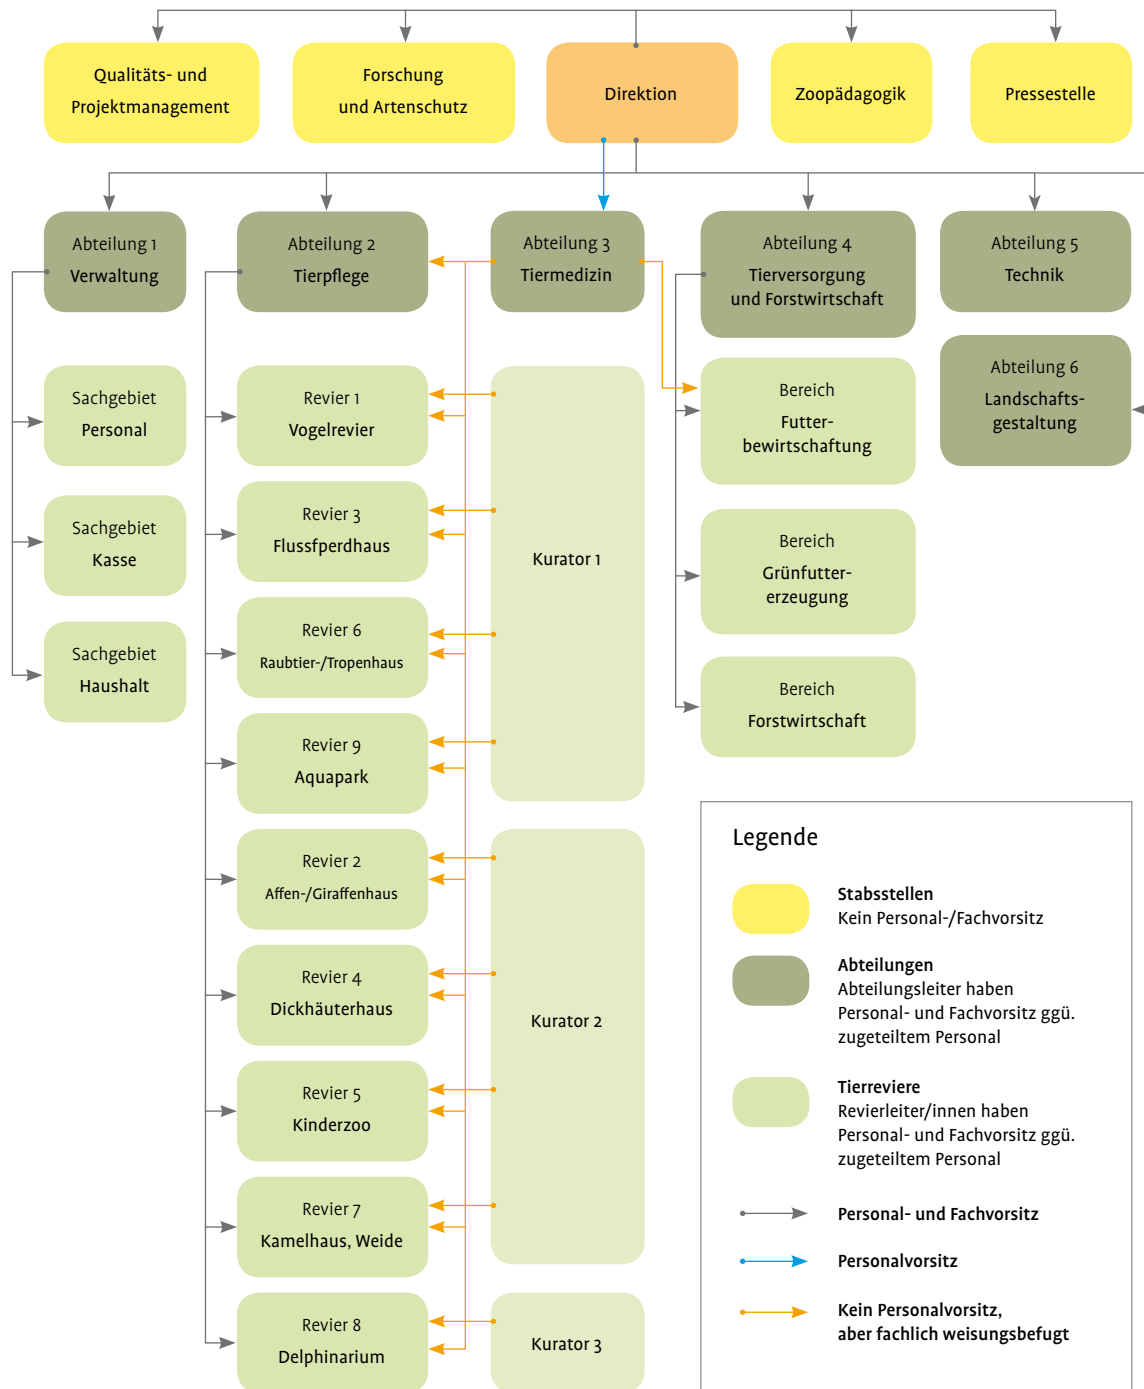 Qualitäts- und
Projektmanagement
Forschung
und Artenschutz
Direktion
Zoopädagogik
Pressestelle
Abteilung 1
Verwaltung
Abteilung 2
Tierpflege
Abteilung 3
Tiermedizin
Abteilung 4
Tierversorgung
und Forstwirtschaft
Abteilung 5
Technik
Abteilung 6
Landschafts-
gestaltung
Sachgebiet
Personal
Sachgebiet
Kasse
Sachgebiet
Haushalt
Revier 1
Vogelrevier
Revier 3
Flussfperdhaus
Revier 6
Raubtier-/Tropenhaus
Revier 9
Aquapark
Revier 2
Affen-/Giraffenhaus
Revier 4
Dickhäuterhaus
Revier 5
Kinderzoo
Revier 7
Kamelhaus, Weide
Revier 8
Delphinarium
Kurator 1
Kurator 2
Kurator 3
Bereich
Futter-
bewirtschaftung
Bereich
Grünfutter-
erzeugung
Bereich
Forstwirtschaft
Legende
Stabsstellen
Kein Personal-/Fachvorsitz
Abteilungen
Abteilungsleiter haben
Personal- und Fachvorsitz ggü.
zugeteiltem Personal
Tierreviere
Revierleiter/innen haben
Personal- und Fachvorsitz ggü.
zugeteiltem Personal
Personal- und Fachvorsitz
Personalvorsitz
Kein Personalvorsitz,
aber fachlich weisungsbefugt